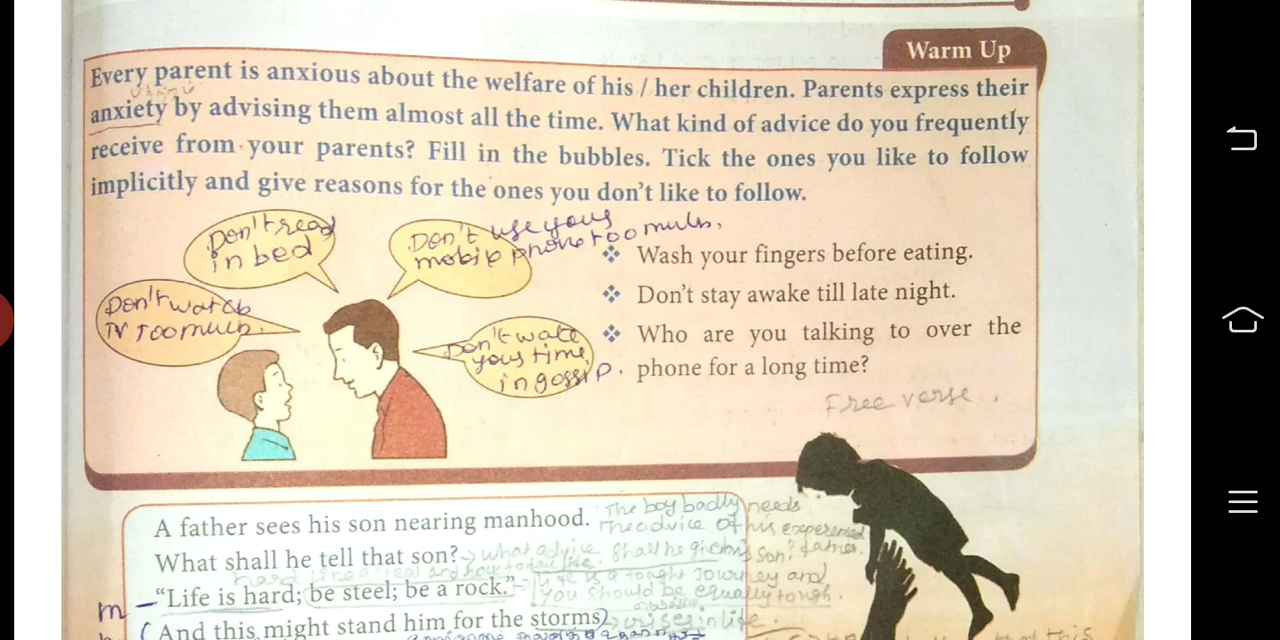 Warm Up
Every parent is anxious about the welfare of his / her children. Parents express their
anxiety by advising them almost all the time. What kind of advice do you frequently
receive from your parents? Fill in the bubbles. Tick the ones you like to follow
implicitly and give reasons for the ones you don't like to follow.
Don't read
in bed
Don't use your
mobile phone too much.
Don't watch
TV too much.
Don't wate
your time
in gossip.
❖ Wash your fingers before eating.
❖ Don't stay awake till late night.
❖ Who are you talking to over the
phone for a long time?
Free verse.
A father sees his son nearing manhood. The boy badly needs
the advice of his experienced
father.
What shall he tell that son? what advice shall he give his son?
"Life is hard; be steel; be a rock." Life is a tought journey and
you should be equally tough.
m
And this might stand him for the storms crises in life.